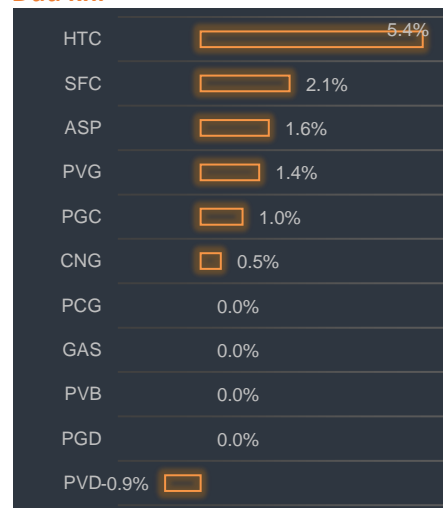 HTC 5.4%
SFC 2.1%
ASP 1.6%
PVG 1.4%
PGC 1.0%
CNG 0.5%
PCG 0.0%
GAS 0.0%
PVB 0.0%
PGD 0.0%
PVD -0.9%